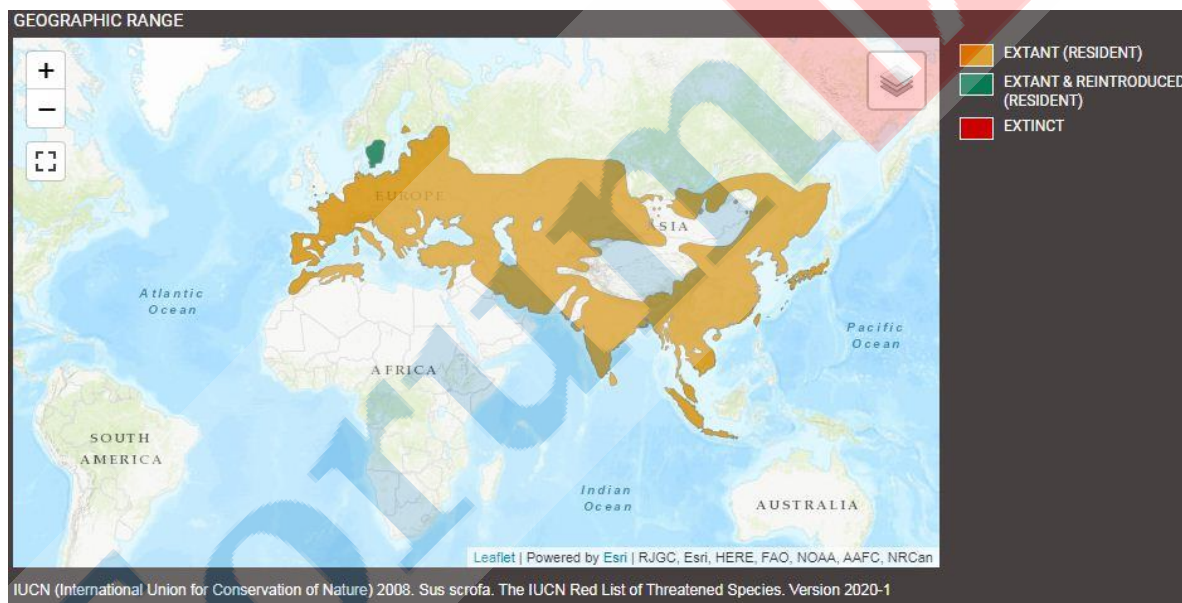 GEOGRAPHIC RANGE
+
−
EXTANT (RESIDENT)
EXTANT & REINTRODUCED
(RESIDENT)
EXTINCT
EUROPE
ASIA
Atlantic
Ocean
Pacific
Ocean
AFRICA
SOUTH
AMERICA
Indian
Ocean
AUSTRALIA
Leaflet | Powered by Esri | RJGC, Esri, HERE, FAO, NOAA, AAFC, NRCan
IUCN (International Union for Conservation of Nature) 2008. Sus scrofa. The IUCN Red List of Threatened Species. Version 2020-1